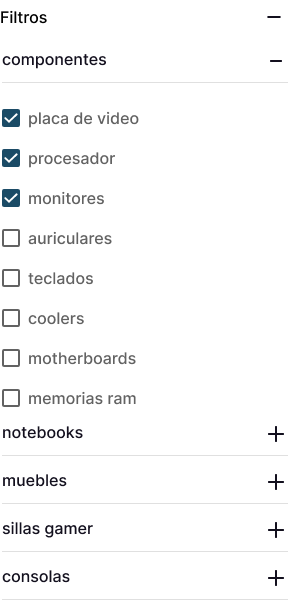 Filtros
componentes
placa de video
procesador
monitores
auriculares
teclados
coolers
motherboards
memorias ram
notebooks
muebles
sillas gamer
consolas